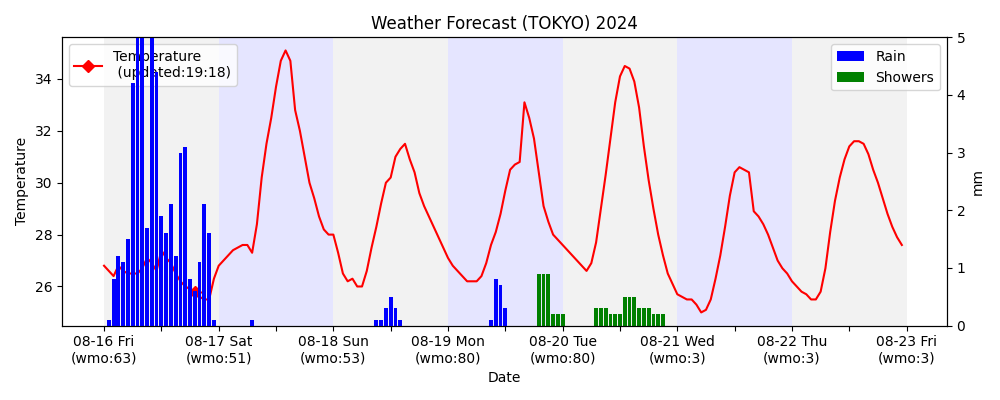 Weather Forecast (TOKYO) 2024
Temperature
(updated:19:18)
Rain
Showers
34
32
30
28
26
Temperature
5
4
3
2
1
0
mm
08-16 Fri
(wmo:63)
08-17 Sat
(wmo:51)
08-18 Sun
(wmo:53)
08-19 Mon
(wmo:80)
08-20 Tue
(wmo:80)
08-21 Wed
(wmo:3)
08-22 Thu
(wmo:3)
08-23 Fri
(wmo:3)
Date